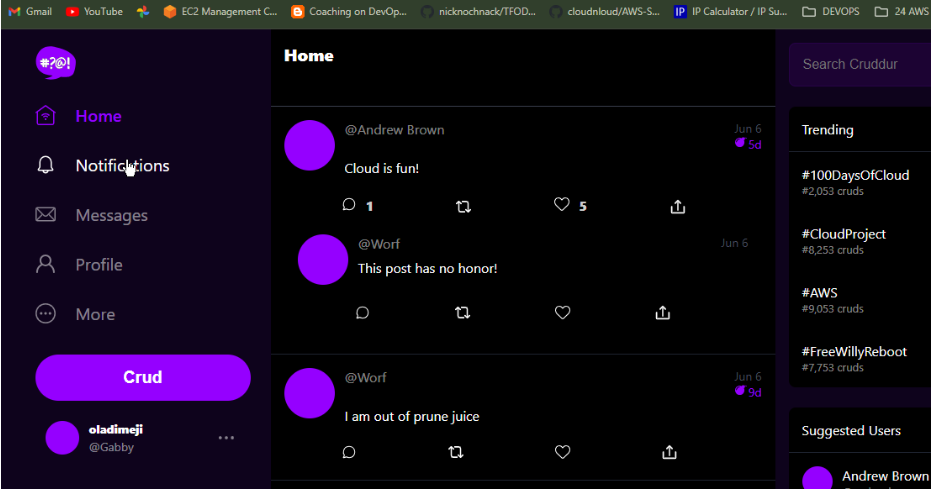 Gmail
YouTube
EC2 Management C...
Coaching on DevOp...
nicknochnack/TFOD...
cloudnloud/AWS-S...
IP
IP Calculator / IP Su...
DEVOPS
24 AWS
#?@!
Home
Notifications
Messages
Profile
More
Crud
oladimeji
@Gabby
Home
@Andrew Brown
Jun 6
5d
Cloud is fun!
1
5
@Worf
Jun 6
This post has no honor!
@Worf
Jun 6
9d
I am out of prune juice
Search Cruddur
Trending
#100DaysOfCloud
2,053 cruds
#CloudProject
8,253 cruds
#AWS
9,053 cruds
#FreeWillyReboot
7,753 cruds
Suggested Users
Andrew Brown